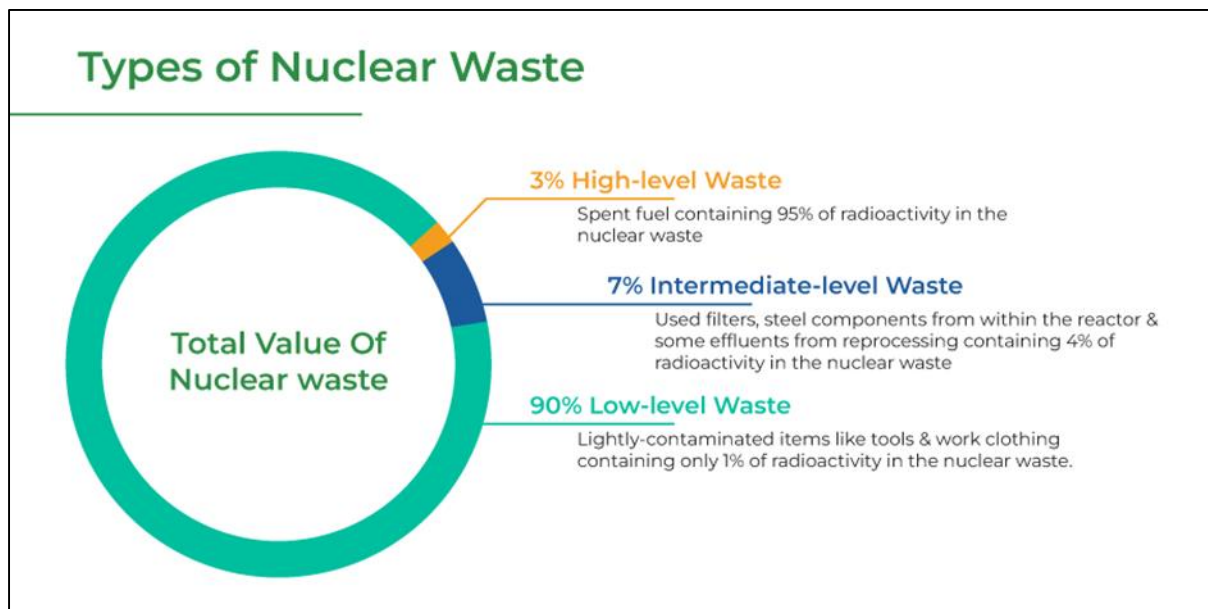 Types of Nuclear Waste
3% High-level Waste
Spent fuel containing 95% of radioactivity in the
nuclear waste
7% Intermediate-level Waste
Used filters, steel components from within the reactor &
some effluents from reprocessing containing 4% of
radioactivity in the nuclear waste
Total Value Of
Nuclear waste
90% Low-level Waste
Lightly-contaminated items like tools & work clothing
containing only 1% of radioactivity in the nuclear waste.